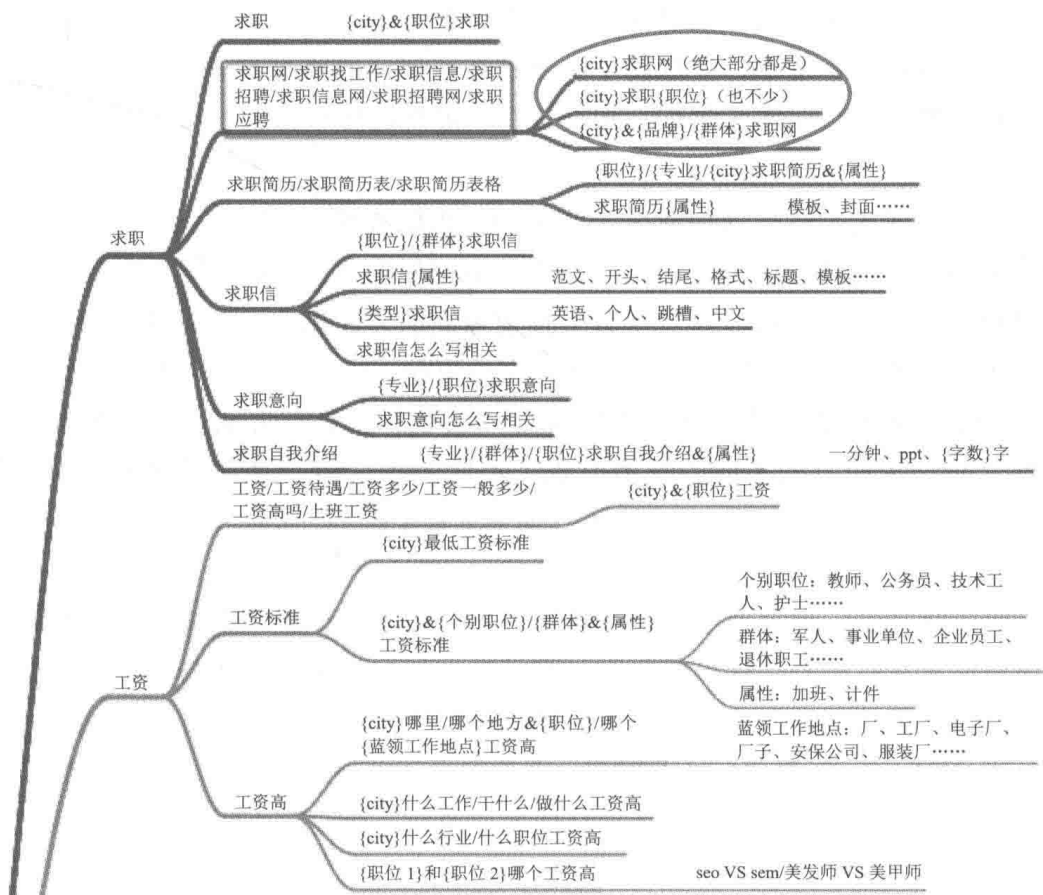 求职
{city}&{职位}求职
求职网/求职找工作/求职信息/求职
招聘/求职信息网/求职招聘网/求职
应聘
{city}求职网（绝大部分都是）
{city}求职{职位}（也不少）
{city}&{品牌}/{群体}求职网
求职简历/求职简历表/求职简历表格
{职位}/{专业}/{city}求职简历&{属性}
求职简历{属性}
模板、封面……
求职
求职信
{职位}/{群体}求职信
求职信{属性}
范文、开头、结尾、格式、标题、模板……
{类型}求职信
英语、个人、跳槽、中文
求职信怎么写相关
求职意向
{专业}/{职位}求职意向
求职意向怎么写相关
求职自我介绍
{专业}/{群体}/{职位}求职自我介绍&{属性}
一分钟、ppt、{字数}字
工资/工资待遇/工资多少/工资一般多少/
工资高吗/上班工资
{city}&{职位}工资
工资标准
{city}最低工资标准
{city}&{个别职位}/{群体}&{属性}
工资标准
个别职位：教师、公务员、技术工
人、护士……
群体：军人、事业单位、企业员工、
退休职工……
属性：加班、计件
工资
工资高
{city}哪里/哪个地方&{职位}/哪个
{蓝领工作地点}工资高
蓝领工作地点：厂、工厂、电子厂、
厂子、安保公司、服装厂……
{city}什么工作/干什么/做什么工资高
{city}什么行业/什么职位工资高
{职位 1}和{职位 2}哪个工资高
seo VS sem/美发师 VS 美甲师